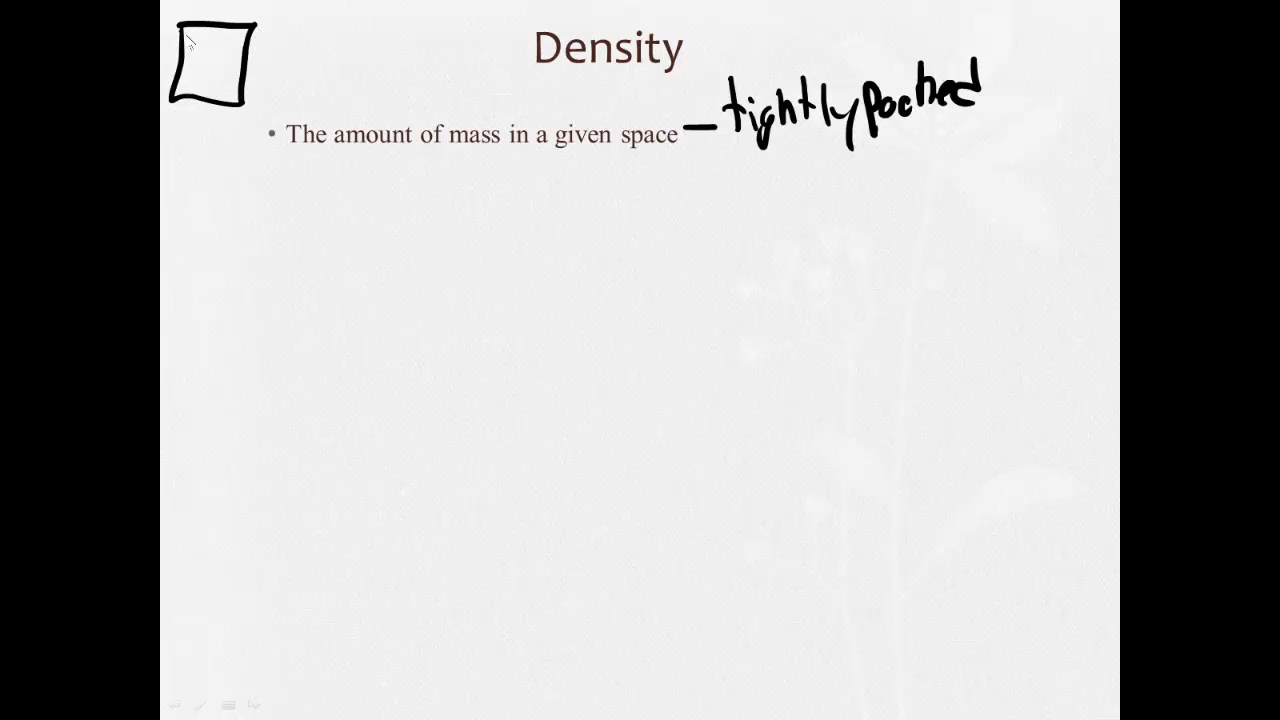 Density
• The amount of mass in a given space – tightly packed